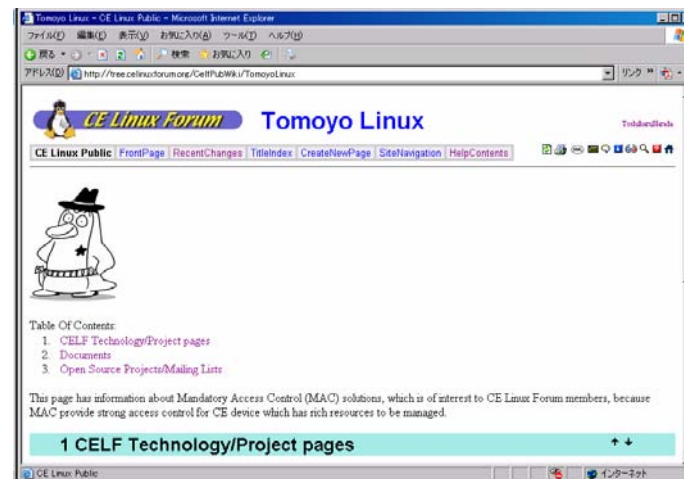 Tomoyo Linux - CE Linux Public - Microsoft Internet Explorer
ファイル(F) 編集(E) 表示(V) お気に入り(A) ツール(T) ヘルプ(H)
戻る 検索 お気に入り
アドレス(D) http://tree.celinuxforum.org/CelfPubWiki/TomoyoLinux リンク »
CE Linux Forum Tomoyo Linux
CE Linux Public FrontPage RecentChanges TitleIndex CreateNewPage SiteNavigation HelpContents
Table Of Contents:
1. CELF Technology/Project pages
2. Documents
3. Open Source Projects/Mailing Lists
This page has information about Mandatory Access Control (MAC) solutions, which is of interest to CE Linux Forum members, because
MAC provide strong access control for CE device which has rich resources to be managed.
1 CELF Technology/Project pages
CE Linux Public インターネット